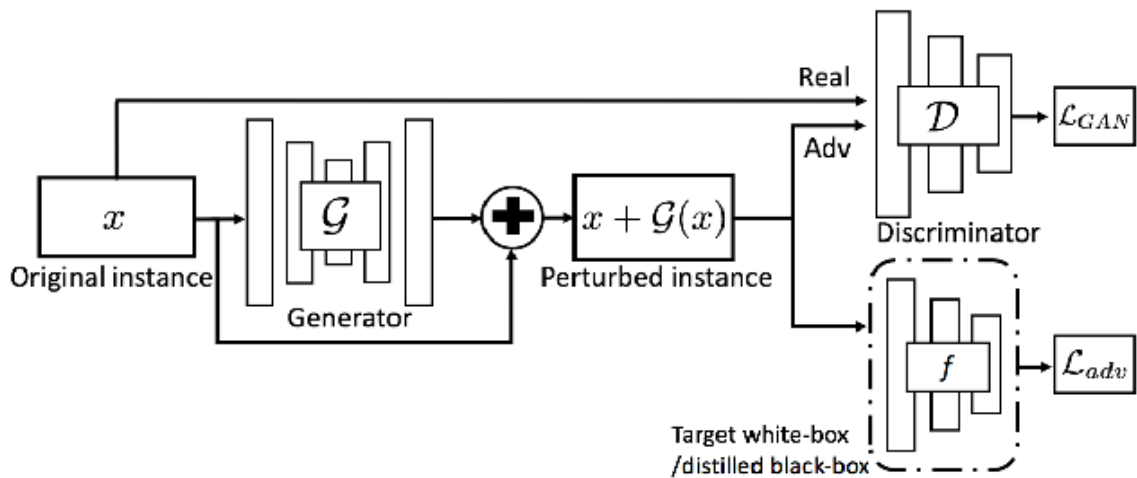 Real
Adv
𝒟
ℒ_GAN
Discriminator
x
Original instance
𝒢
Generator
x + 𝒢(x)
Perturbed instance
f
ℒ_adv
Target white-box
/distilled black-box